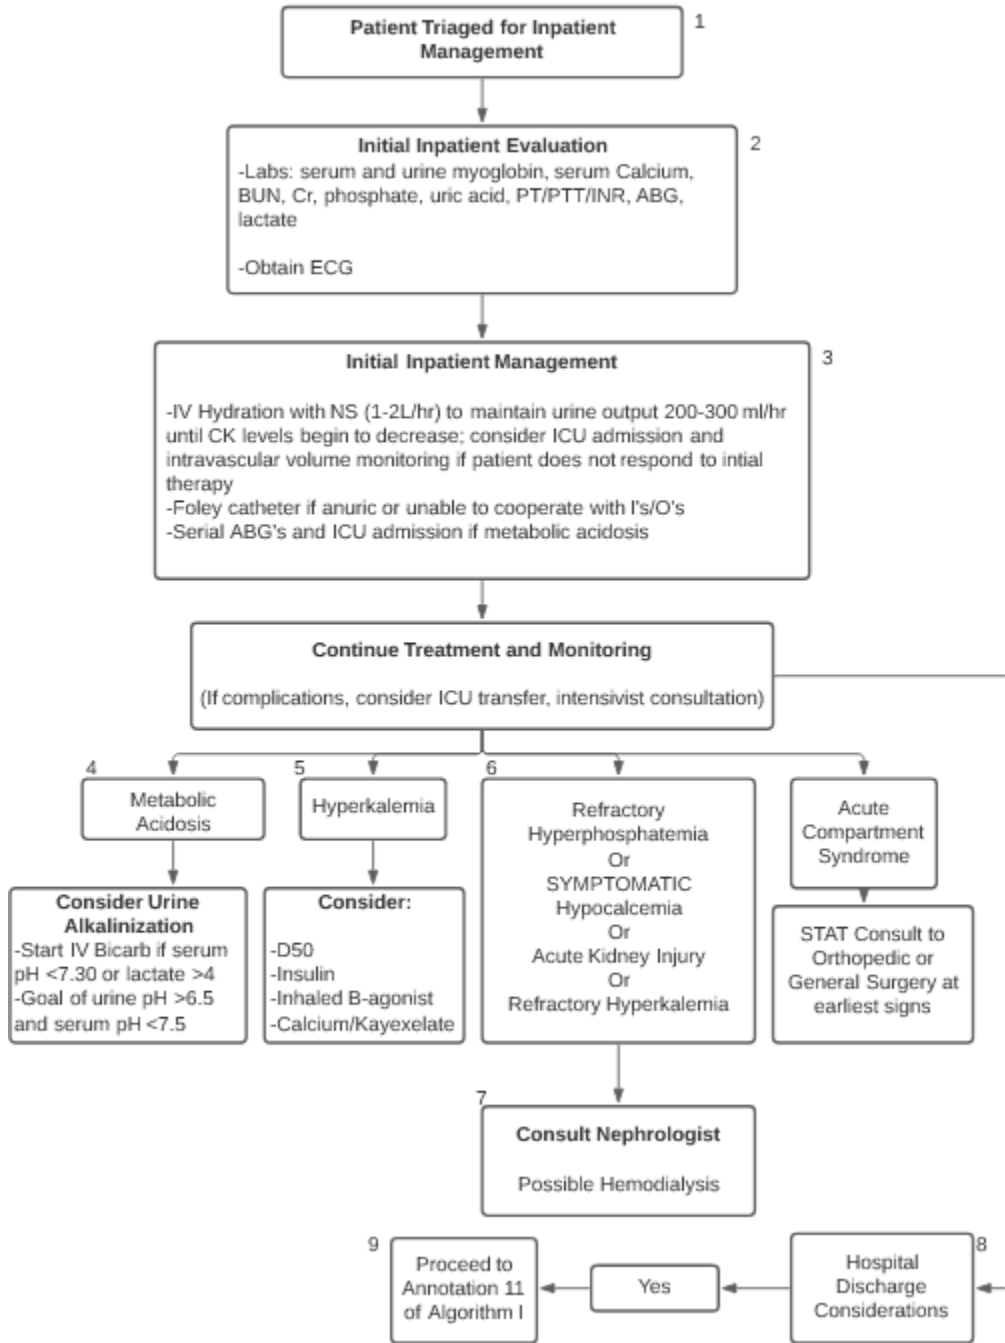 Patient Triaged for Inpatient
Management
1
Initial Inpatient Evaluation
2
-Labs: serum and urine myoglobin, serum Calcium,
BUN, Cr, phosphate, uric acid, PT/PTT/INR, ABG,
lactate
-Obtain ECG
Initial Inpatient Management
3
-IV Hydration with NS (1-2L/hr) to maintain urine output 200-300 ml/hr
until CK levels begin to decrease; consider ICU admission and
intravascular volume monitoring if patient does not respond to intial
therapy
-Foley catheter if anuric or unable to cooperate with I's/O's
-Serial ABG's and ICU admission if metabolic acidosis
Continue Treatment and Monitoring
(If complications, consider ICU transfer, intensivist consultation)
4
Metabolic
Acidosis
Consider Urine
Alkalinization
-Start IV Bicarb if serum
pH <7.30 or lactate >4
-Goal of urine pH >6.5
and serum pH <7.5
5
Hyperkalemia
Consider:
-D50
-Insulin
-Inhaled B-agonist
-Calcium/Kayexelate
6
Refractory
Hyperphosphatemia
Or
SYMPTOMATIC
Hypocalcemia
Or
Acute Kidney Injury
Or
Refractory Hyperkalemia
Acute
Compartment
Syndrome
STAT Consult to
Orthopedic or
General Surgery at
earliest signs
7
Consult Nephrologist
Possible Hemodialysis
8
Hospital
Discharge
Considerations
Yes
9
Proceed to
Annotation 11
of Algorithm I